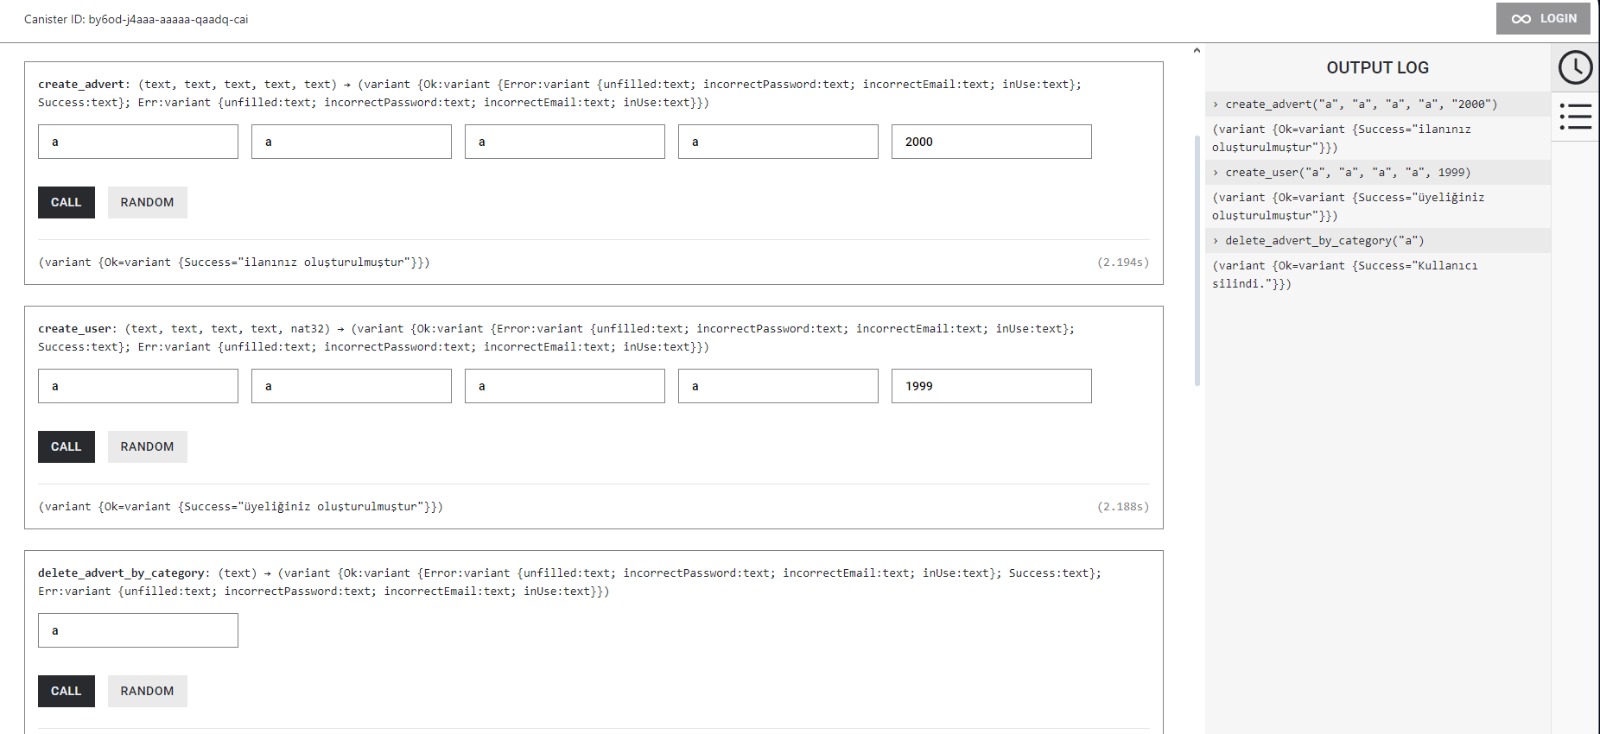 Canister ID: by6od-j4aaa-aaaaa-qaadq-cai
LOGIN
create_advert: (text, text, text, text, text) → (variant {Ok:variant {Error:variant {unfilled:text; incorrectPassword:text; incorrectEmail:text; inUse:text};
Success:text}; Err:variant {unfilled:text; incorrectPassword:text; incorrectEmail:text; inUse:text}})
a a a a 2000
CALL RANDOM
(variant {Ok=variant {Success="ilanınız oluşturulmuştur"}}) (2.194s)
create_user: (text, text, text, text, nat32) → (variant {Ok:variant {Error:variant {unfilled:text; incorrectPassword:text; incorrectEmail:text; inUse:text};
Success:text}; Err:variant {unfilled:text; incorrectPassword:text; incorrectEmail:text; inUse:text}})
a a a a 1999
CALL RANDOM
(variant {Ok=variant {Success="üyeliğiniz oluşturulmuştur"}}) (2.188s)
delete_advert_by_category: (text) → (variant {Ok:variant {Error:variant {unfilled:text; incorrectPassword:text; incorrectEmail:text; inUse:text}; Success:text};
Err:variant {unfilled:text; incorrectPassword:text; incorrectEmail:text; inUse:text}})
a
CALL RANDOM
OUTPUT LOG
› create_advert("a", "a", "a", "a", "2000")
(variant {Ok=variant {Success="ilanınız
oluşturulmuştur"}})
› create_user("a", "a", "a", "a", 1999)
(variant {Ok=variant {Success="üyeliğiniz
oluşturulmuştur"}})
› delete_advert_by_category("a")
(variant {Ok=variant {Success="Kullanıcı
silindi."}})